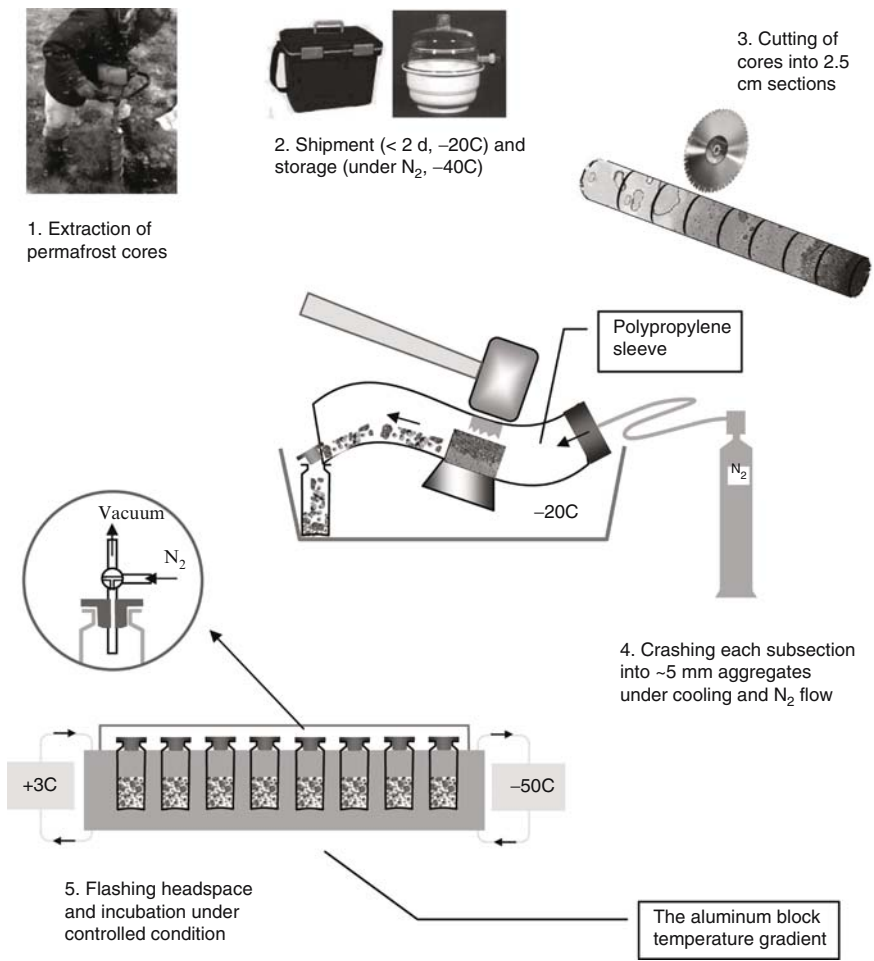 1. Extraction of
permafrost cores
2. Shipment (< 2 d, –20C) and
storage (under N₂, –40C)
3. Cutting of
cores into 2.5
cm sections
Polypropylene
sleeve
N₂
–20C
4. Crashing each subsection
into ~5 mm aggregates
under cooling and N₂ flow
Vacuum
N₂
+3C
–50C
5. Flashing headspace
and incubation under
controlled condition
The aluminum block
temperature gradient